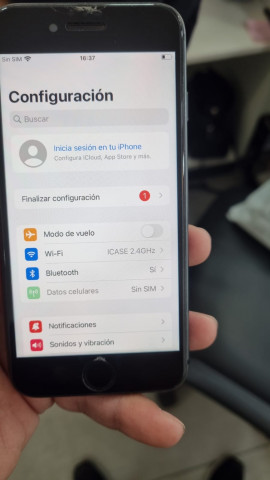 Sin SIM
16:37
Configuración
Buscar
Inicia sesión en tu iPhone
Configura iCloud, App Store y más.
Finalizar configuración 1
Modo de vuelo
Wi-Fi ICASE 2.4GHz
Bluetooth Sí
Datos celulares Sin SIM
Notificaciones
Sonidos y vibración